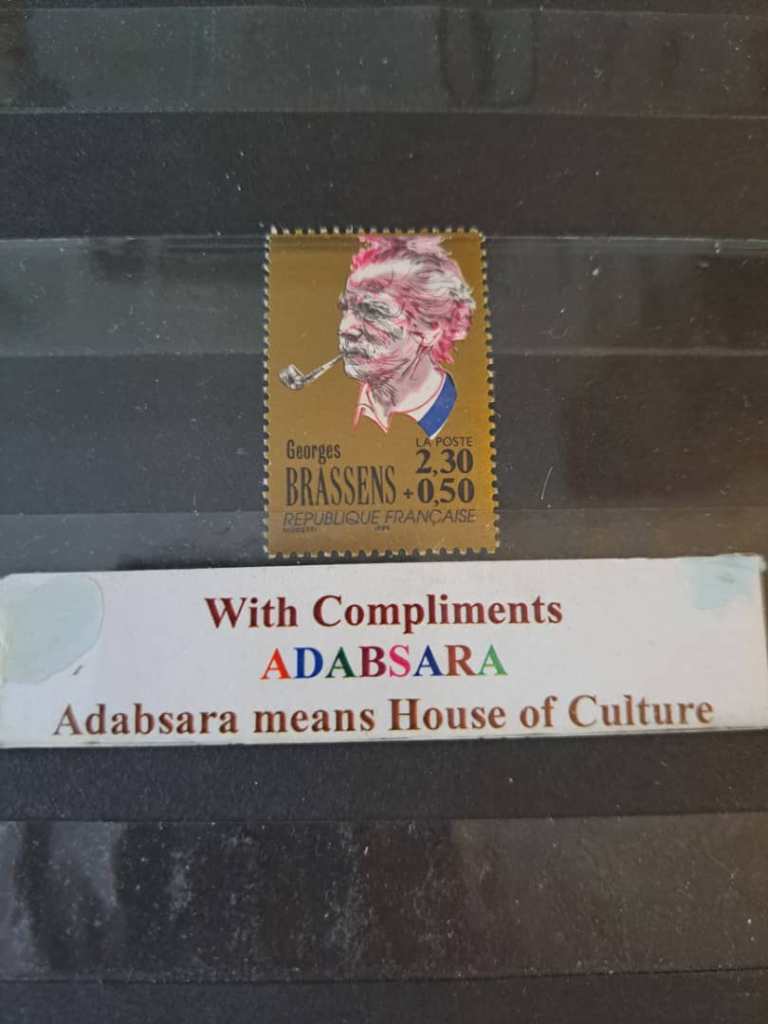 Georges
BRASSENS
LA POSTE
2,30
+0,50
REPUBLIQUE FRANÇAISE
With Compliments
ADABSARA
Adabsara means House of Culture